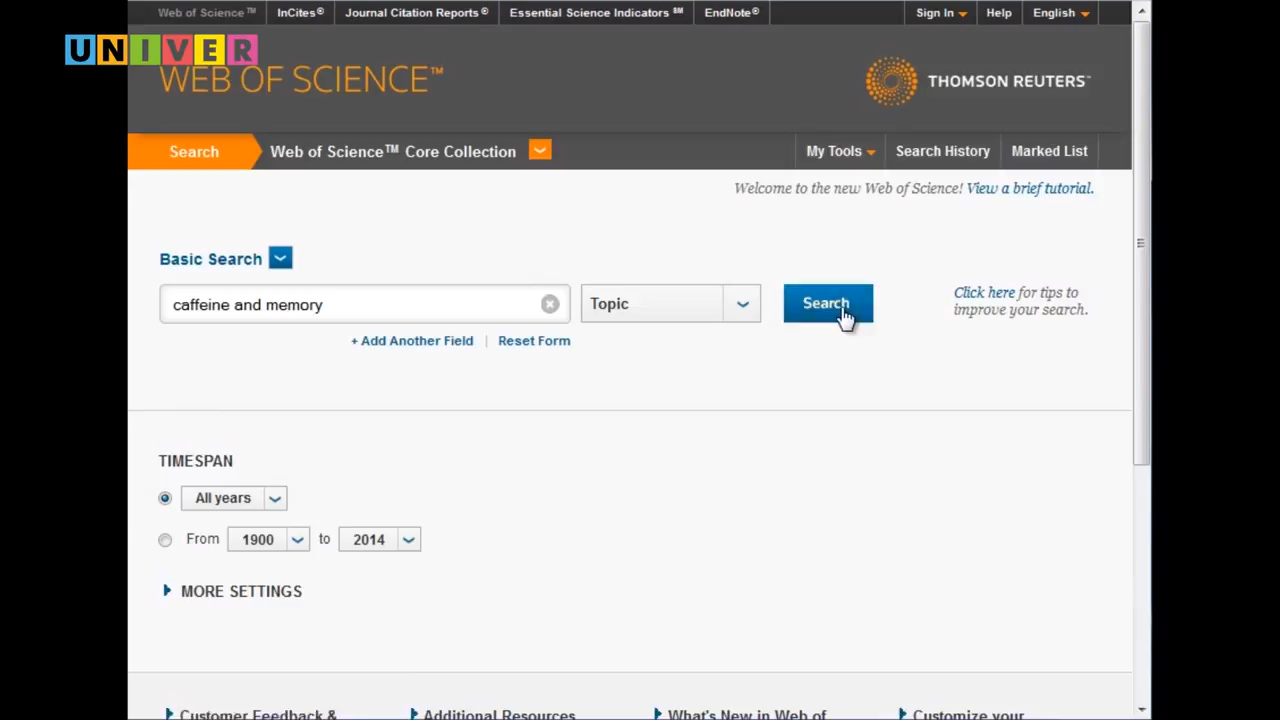 Web of Science™ InCites® Journal Citation Reports® Essential Science Indicators ℠ EndNote® Sign In Help English
UNIVER
WEB OF SCIENCE™
THOMSON REUTERS™
Search Web of Science™ Core Collection My Tools Search History Marked List
Welcome to the new Web of Science! View a brief tutorial.
Basic Search
caffeine and memory Topic Search
Click here for tips to
improve your search.
+ Add Another Field | Reset Form
TIMESPAN
All years
From 1900 to 2014
MORE SETTINGS
Customer Feedback & Additional Resources What's New in Web of Customize your